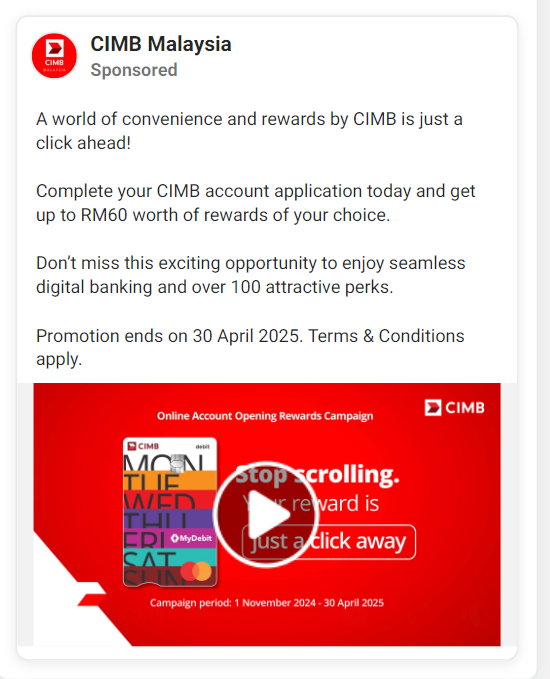 CIMB
MALAYSIA
CIMB Malaysia
Sponsored
A world of convenience and rewards by CIMB is just a
click ahead!
Complete your CIMB account application today and get
up to RM60 worth of rewards of your choice.
Don’t miss this exciting opportunity to enjoy seamless
digital banking and over 100 attractive perks.
Promotion ends on 30 April 2025. Terms & Conditions
apply.
CIMB
Online Account Opening Rewards Campaign
CIMB debit
MON
TUE
WED
THU
FRI
MyDebit
SAT
SUN
Stop scrolling.
Your reward is
just a click away
Campaign period: 1 November 2024 - 30 April 2025